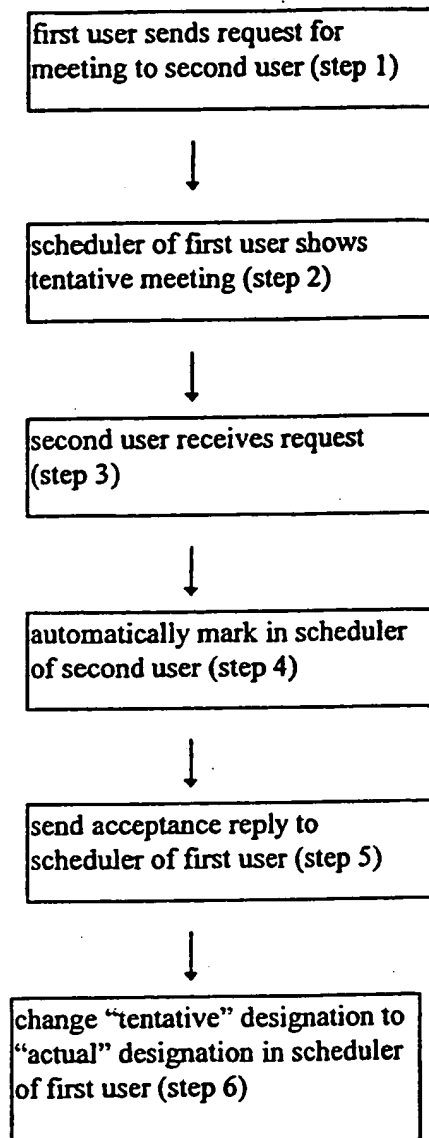 first user sends request for
meeting to second user (step 1)
scheduler of first user shows
tentative meeting (step 2)
second user receives request
(step 3)
automatically mark in scheduler
of second user (step 4)
send acceptance reply to
scheduler of first user (step 5)
change “tentative” designation to
“actual” designation in scheduler
of first user (step 6)